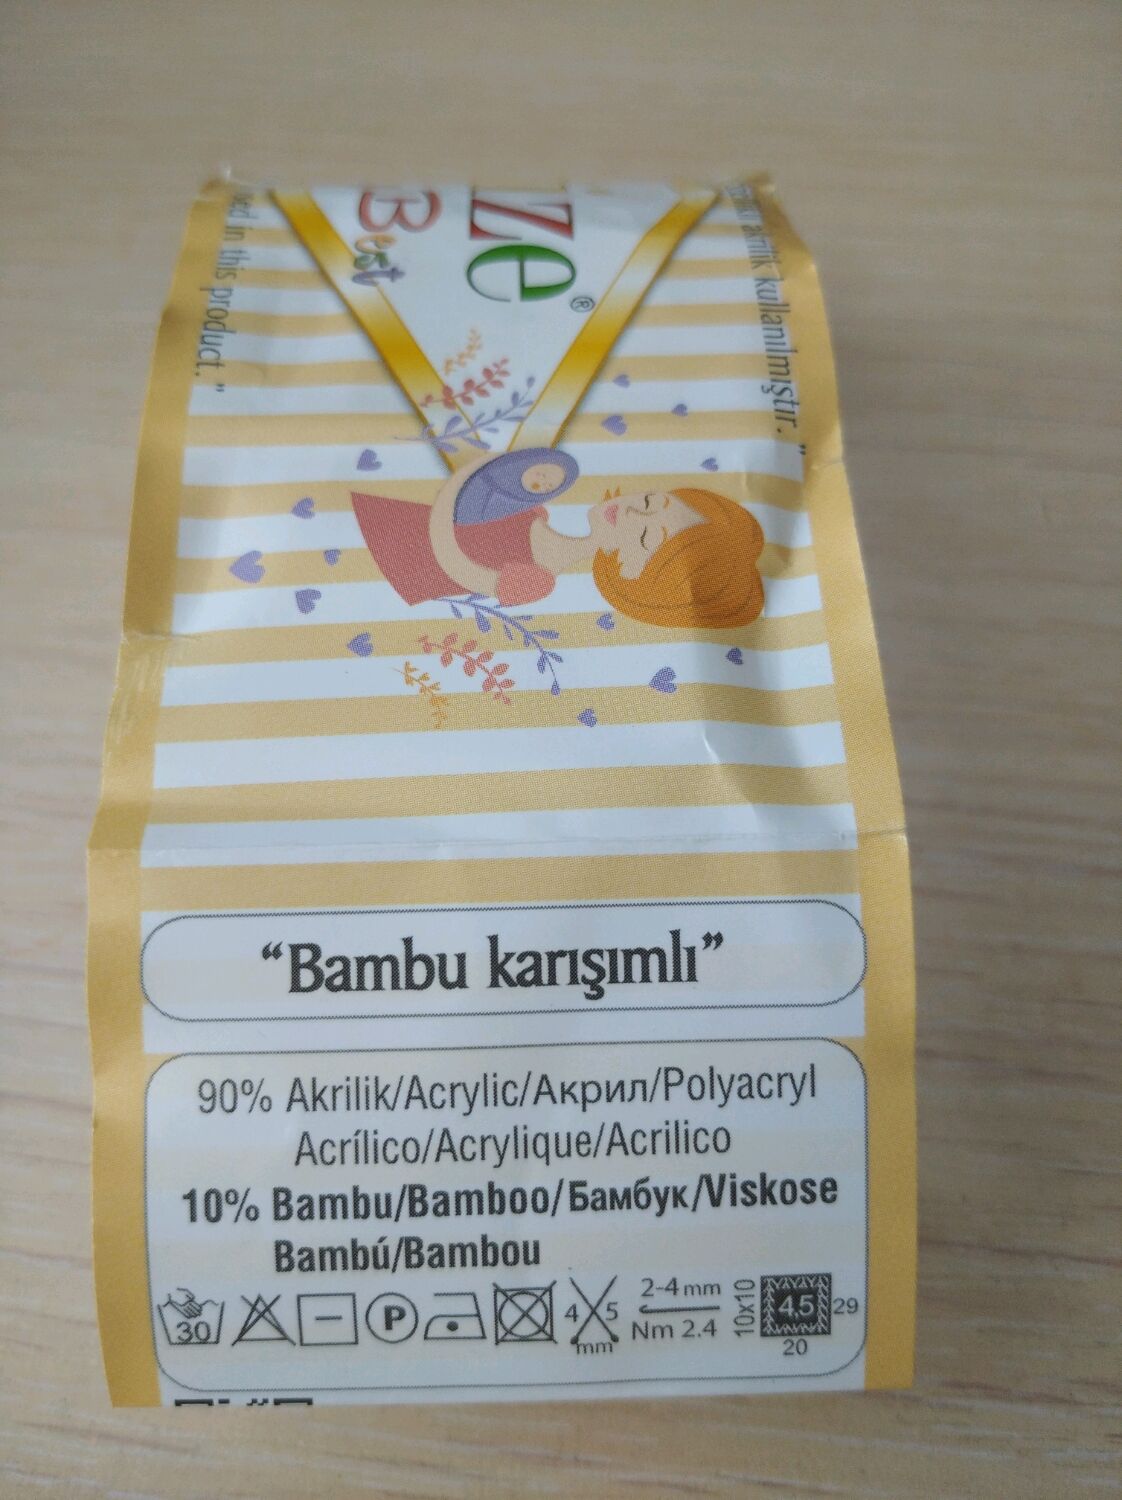 ZE®
Best
in this product."
akrilik kullanılmıştır."
"Bambu karışımlı"
90% Akrilik/Acrylic/Акрил/Polyacryl
Acrílico/Acrylique/Acrilico
10% Bambu/Bamboo/Бамбук/Viskose
Bambú/Bambou
30 P 4 5 mm 2-4 mm Nm 2.4 10x10 4,5 29 20